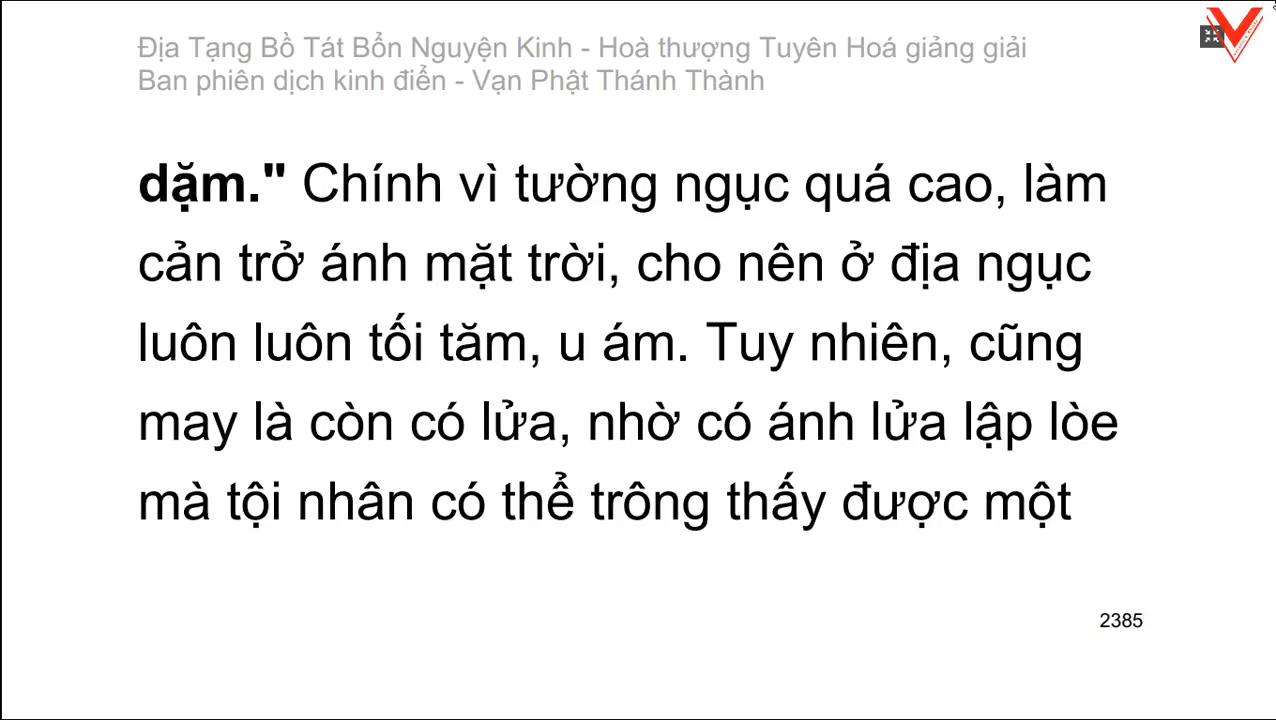 Địa Tạng Bồ Tát Bổn Nguyện Kinh - Hoà thượng Tuyên Hoá giảng giải
Ban phiên dịch kinh điển - Vạn Phật Thánh Thành
dặm." Chính vì tường ngục quá cao, làm
cản trở ánh mặt trời, cho nên ở địa ngục
luôn luôn tối tăm, u ám. Tuy nhiên, cũng
may là còn có lửa, nhờ có ánh lửa lập lòe
mà tội nhân có thể trông thấy được một
2385